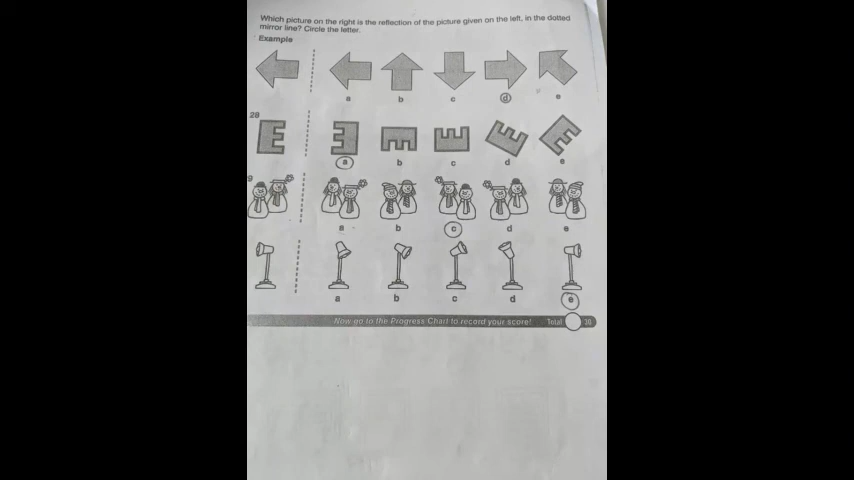 Which picture on the right is the reflection of the picture given on the left, in the dotted
mirror line? Circle the letter.
Example
a b c d e
28
E E E E E E
a b c d e
9
a b c d e
a b c d e
Now go to the Progress Chart to record your score! Total 30